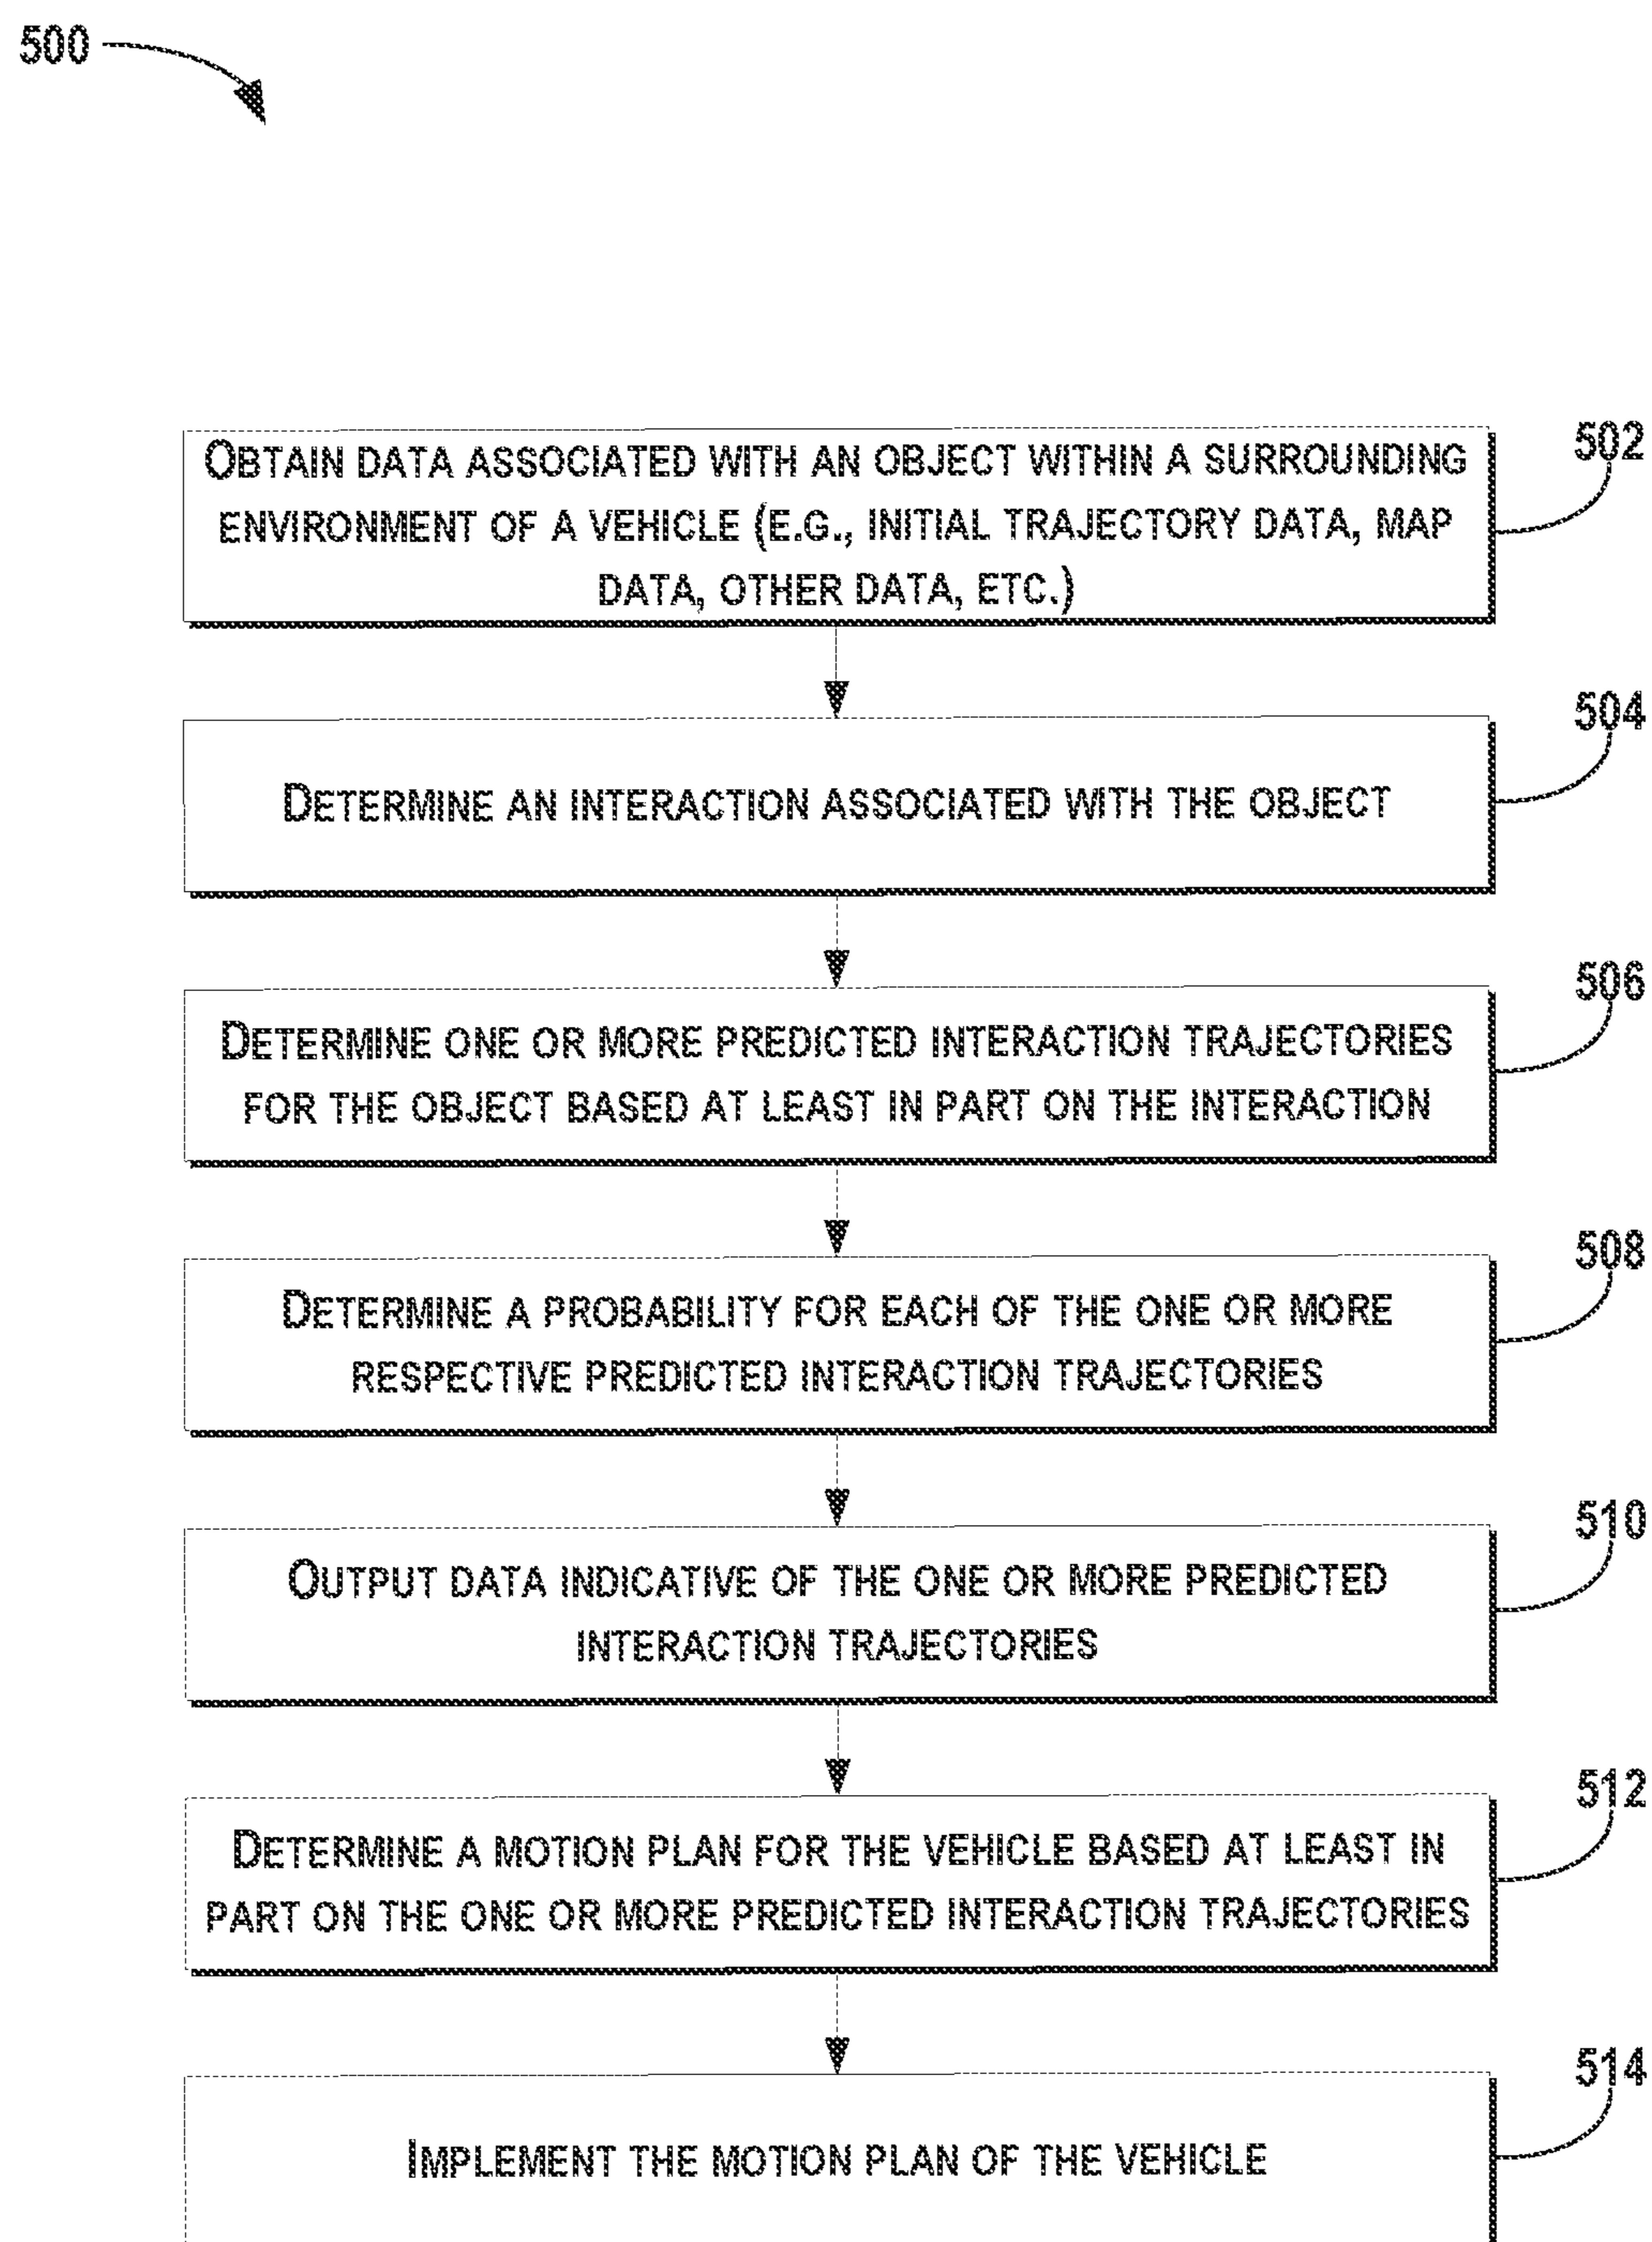 500
OBTAIN DATA ASSOCIATED WITH AN OBJECT WITHIN A SURROUNDING
ENVIRONMENT OF A VEHICLE (E.G., INITIAL TRAJECTORY DATA, MAP
DATA, OTHER DATA, ETC.)
502
DETERMINE AN INTERACTION ASSOCIATED WITH THE OBJECT
504
DETERMINE ONE OR MORE PREDICTED INTERACTION TRAJECTORIES
FOR THE OBJECT BASED AT LEAST IN PART ON THE INTERACTION
506
DETERMINE A PROBABILITY FOR EACH OF THE ONE OR MORE
RESPECTIVE PREDICTED INTERACTION TRAJECTORIES
508
OUTPUT DATA INDICATIVE OF THE ONE OR MORE PREDICTED
INTERACTION TRAJECTORIES
510
DETERMINE A MOTION PLAN FOR THE VEHICLE BASED AT LEAST IN
PART ON THE ONE OR MORE PREDICTED INTERACTION TRAJECTORIES
512
IMPLEMENT THE MOTION PLAN OF THE VEHICLE
514